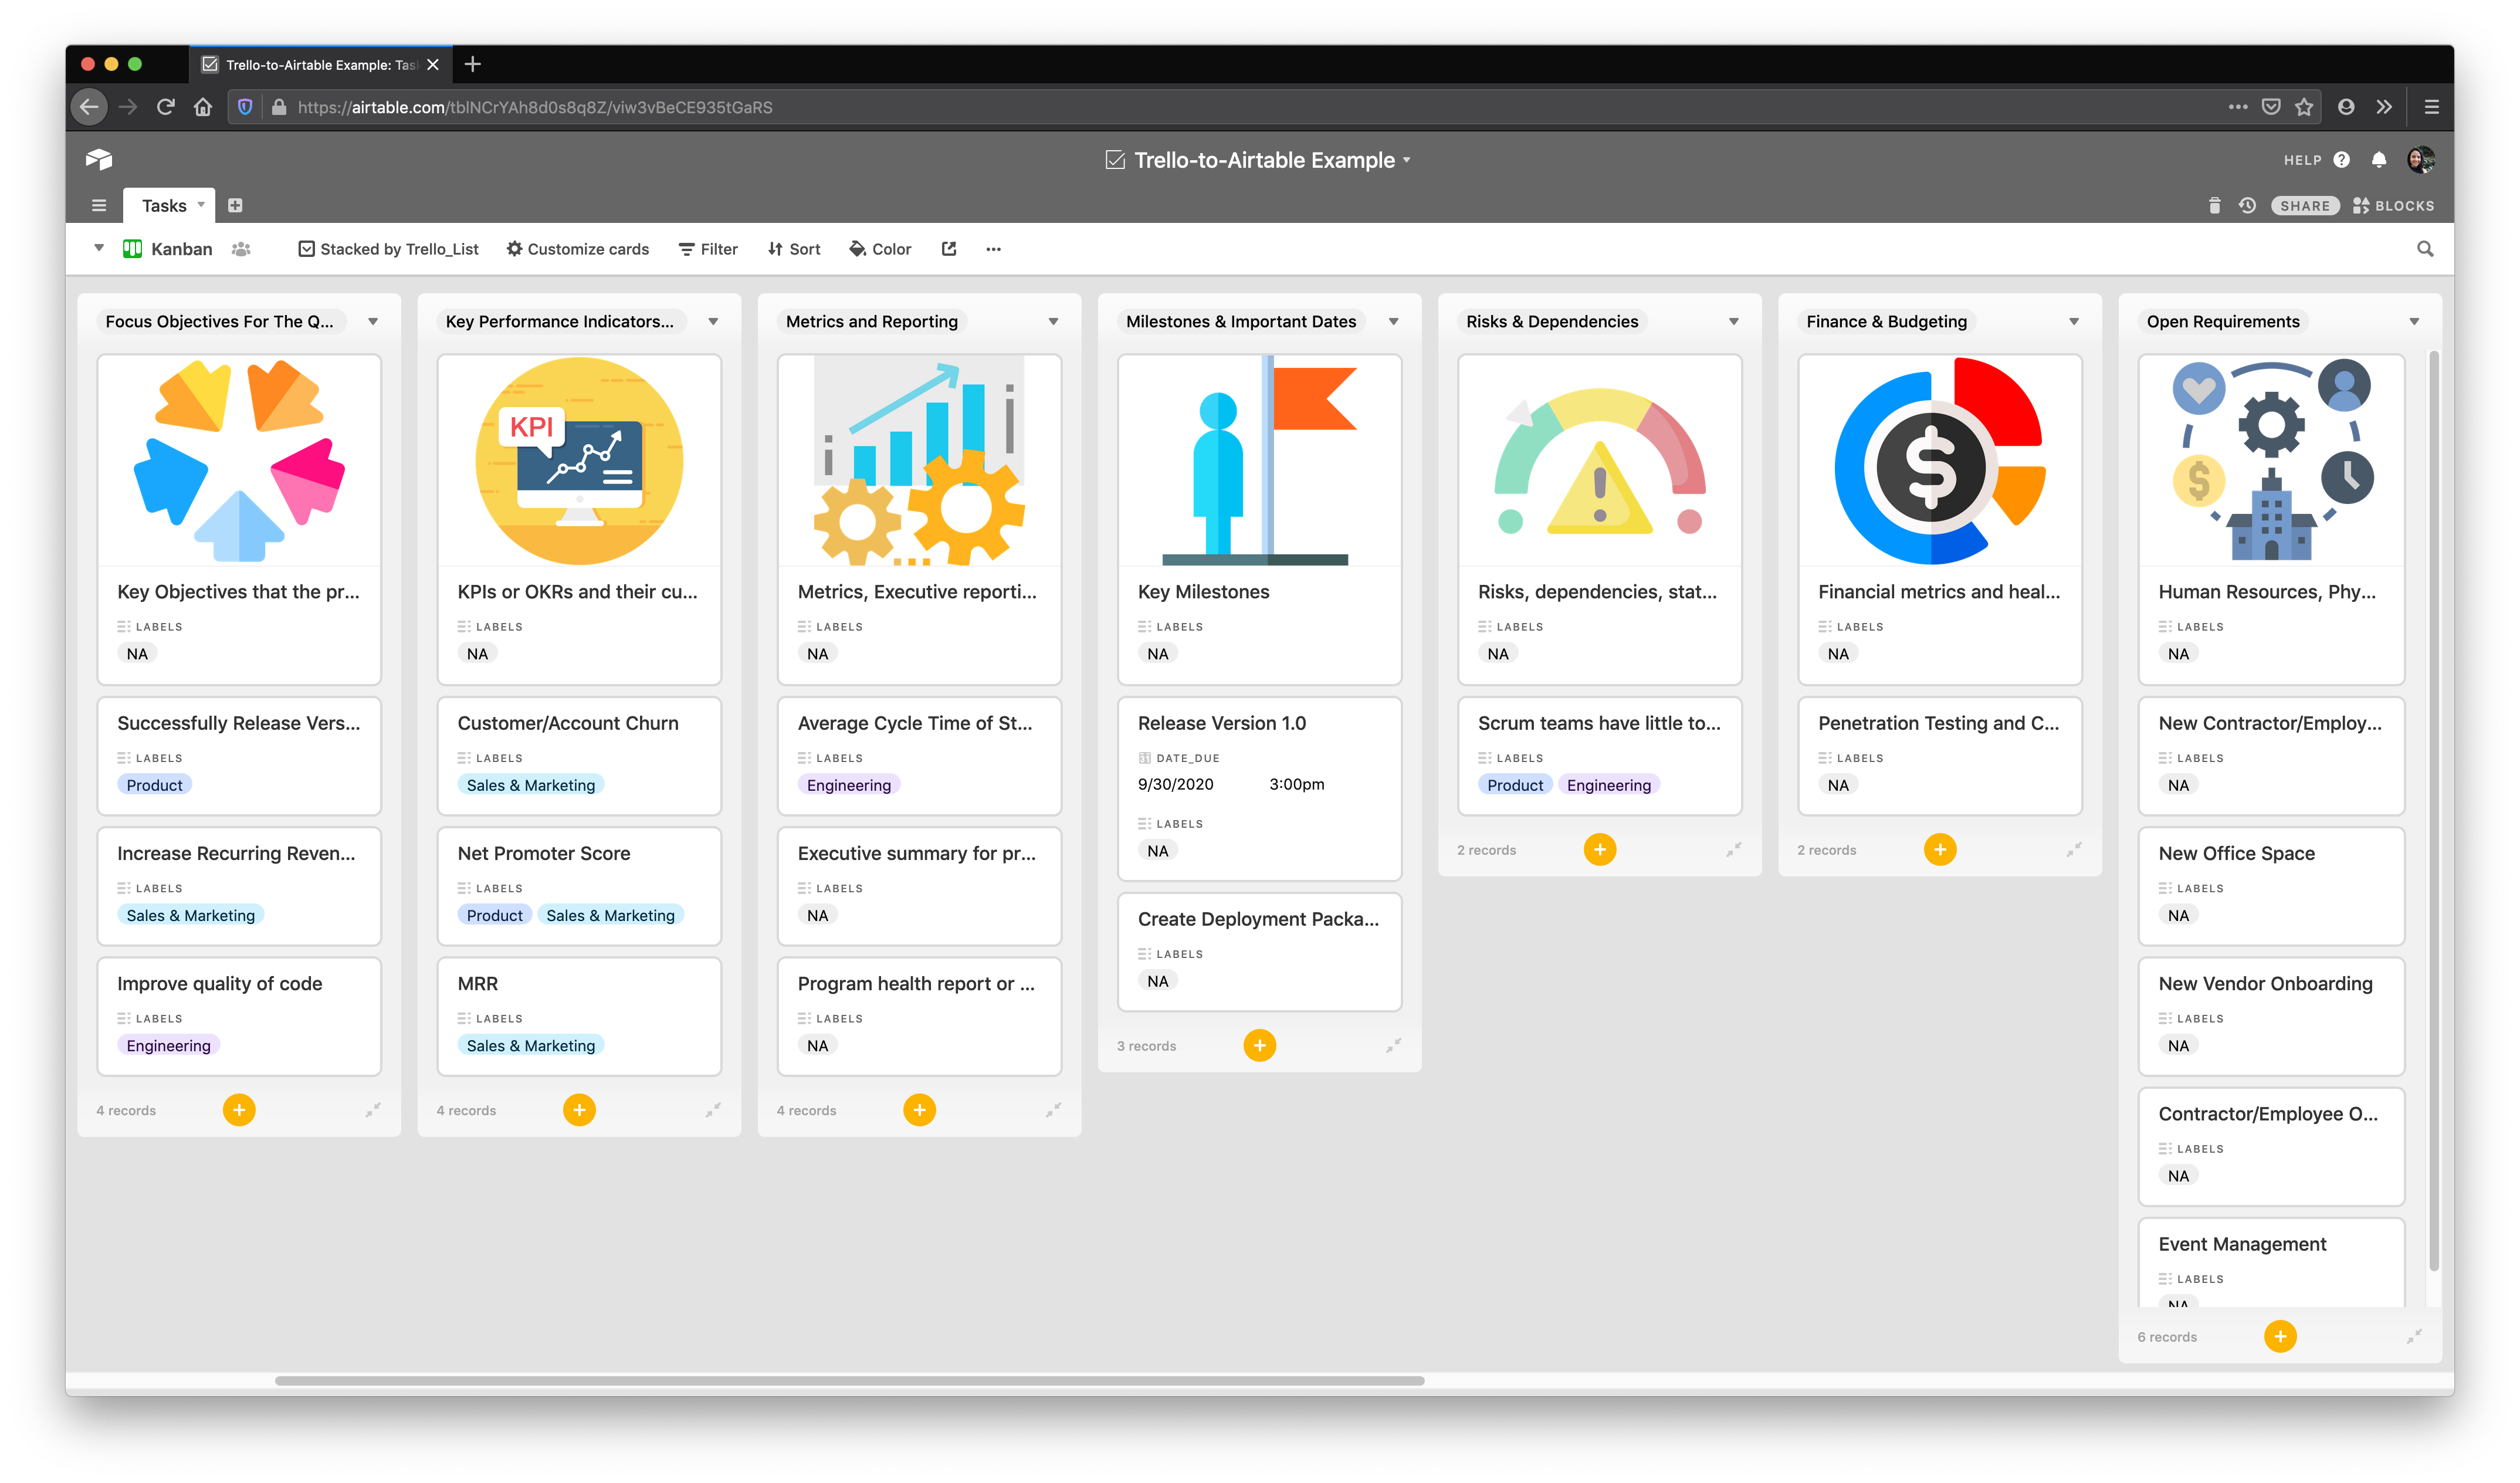 Trello-to-Airtable Example: Tas
https://airtable.com/tblNCrYAh8d0s8q8Z/viw3vBeCE935tGaRS
Trello-to-Airtable Example
HELP
Tasks
SHARE
BLOCKS
Kanban
Stacked by Trello_List
Customize cards
Filter
Sort
Color
Focus Objectives For The Q...
Key Objectives that the pr...
LABELS
NA
Successfully Release Vers...
LABELS
Product
Increase Recurring Reven...
LABELS
Sales & Marketing
Improve quality of code
LABELS
Engineering
4 records
Key Performance Indicators...
KPI
KPIs or OKRs and their cu...
LABELS
NA
Customer/Account Churn
LABELS
Sales & Marketing
Net Promoter Score
LABELS
Product Sales & Marketing
MRR
LABELS
Sales & Marketing
4 records
Metrics and Reporting
Metrics, Executive reporti...
LABELS
NA
Average Cycle Time of St...
LABELS
Engineering
Executive summary for pr...
LABELS
NA
Program health report or ...
LABELS
NA
4 records
Milestones & Important Dates
Key Milestones
LABELS
NA
Release Version 1.0
DATE_DUE
9/30/2020 3:00pm
LABELS
NA
Create Deployment Packa...
LABELS
NA
3 records
Risks & Dependencies
Risks, dependencies, stat...
LABELS
NA
Scrum teams have little to...
LABELS
Product Engineering
2 records
Finance & Budgeting
Financial metrics and heal...
LABELS
NA
Penetration Testing and C...
LABELS
NA
2 records
Open Requirements
Human Resources, Phy...
LABELS
NA
New Contractor/Employ...
LABELS
NA
New Office Space
LABELS
NA
New Vendor Onboarding
LABELS
NA
Contractor/Employee O...
LABELS
NA
Event Management
LABELS
NA
6 records